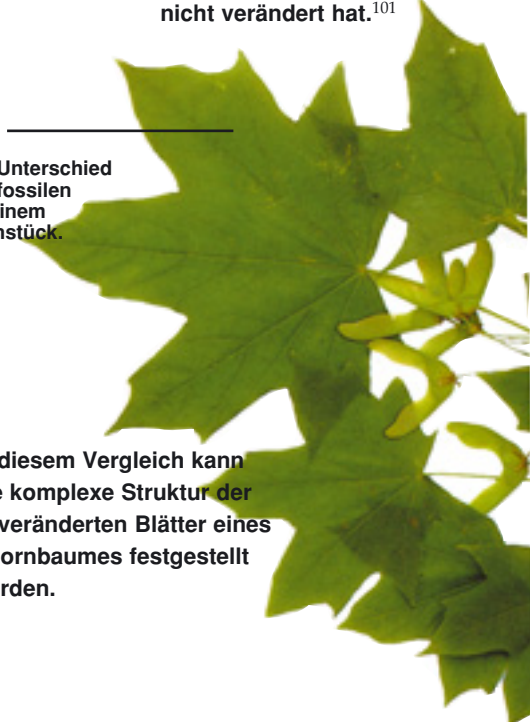 nicht verändert hat.101
Unterschied
fossilen
nstück.
diesem Vergleich kann
komplexe Struktur der
veränderten Blätter eines
ornbaumes festgestellt
rden.